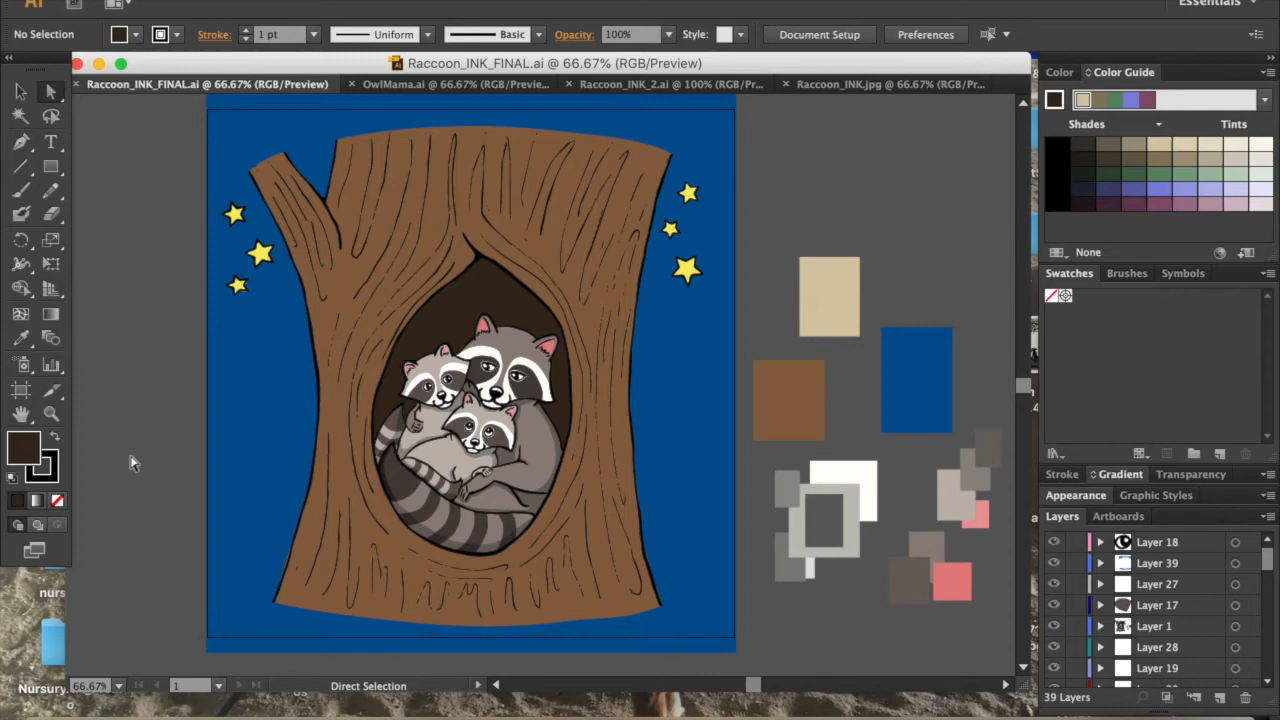 Ai Br Essentials
No Selection Stroke: 1 pt Uniform Basic Opacity: 100% Style: Document Setup Preferences
Raccoon_INK_FINAL.ai @ 66.67% (RGB/Preview)
Raccoon_INK_FINAL.ai @ 66.67% (RGB/Preview) OwlMama.ai @ 66.67% (RGB/Previe... Raccoon_INK_2.ai @ 100% (RGB/Pr... Raccoon_INK.jpg @ 66.67% (RGB/Pr...
Color Color Guide
Shades Tints
None
Swatches Brushes Symbols
Stroke Gradient Transparency
Appearance Graphic Styles
Layers Artboards
Layer 18
Layer 39
Layer 27
Layer 17
Layer 1
Layer 28
Layer 19
39 Layers
nurs
Nursury
66.67% 1 Direct Selection